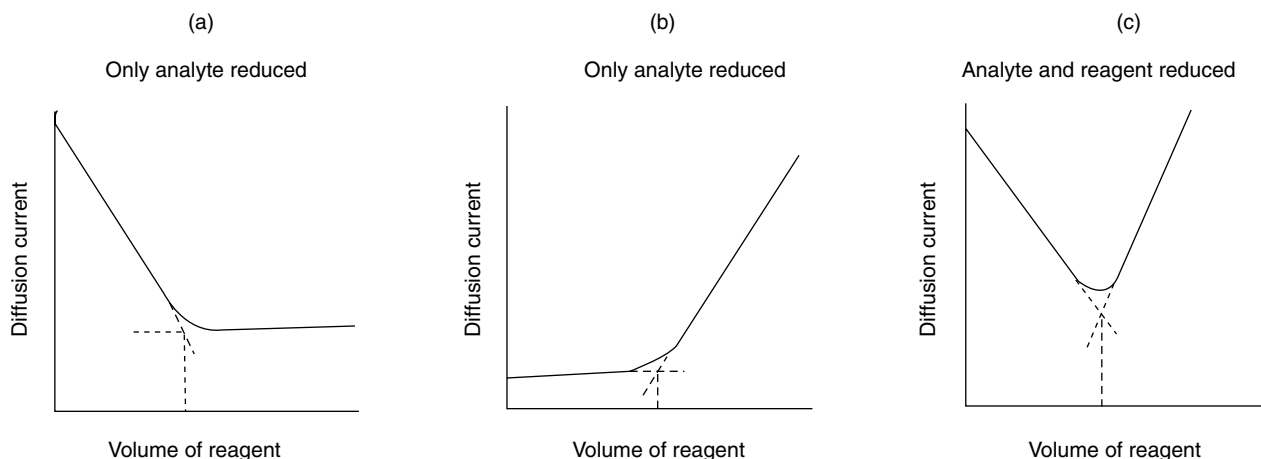 (a)
Only analyte reduced
Diffusion current
Volume of reagent
(b)
Only analyte reduced
Diffusion current
Volume of reagent
(c)
Analyte and reagent reduced
Diffusion current
Volume of reagent